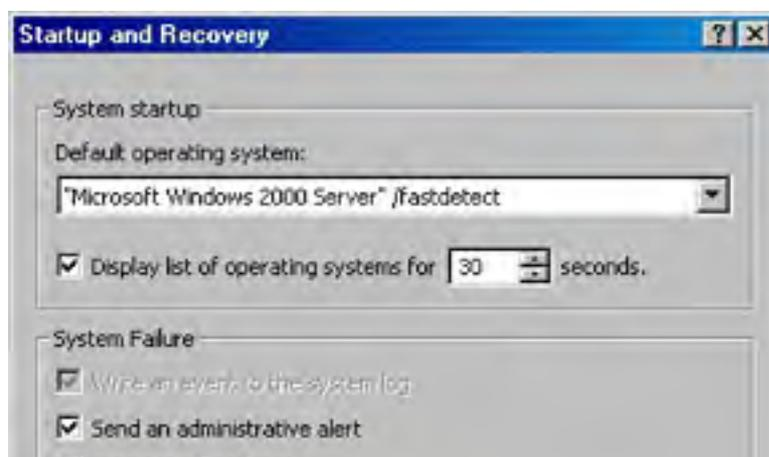 Startup and Recovery
System startup
Default operating system:
"Microsoft Windows 2000 Server" /fastdetect
Display list of operating systems for 30 seconds.
System Failure
Write an event to the system log
Send an administrative alert